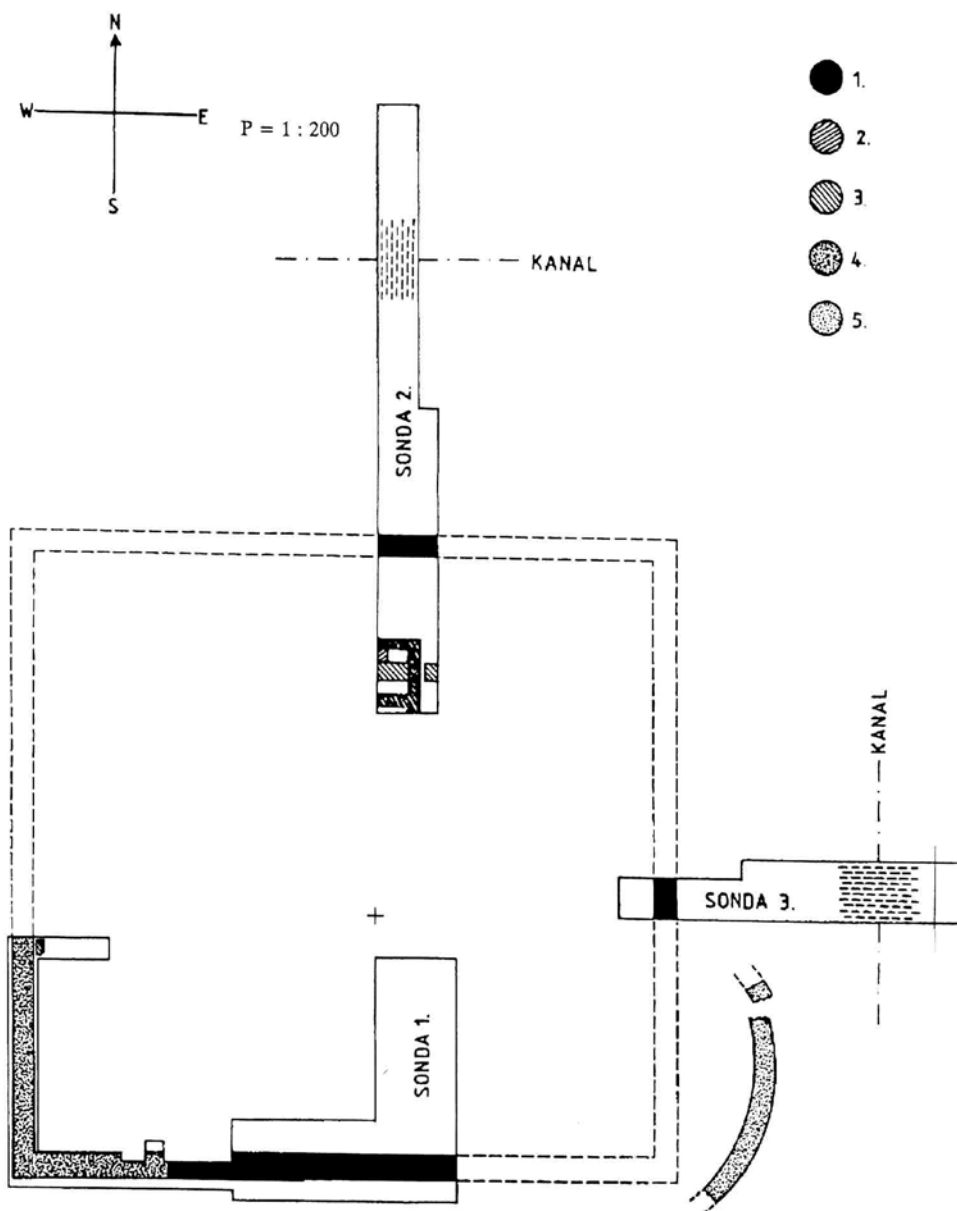 N
W E
S
P = 1 : 200
1.
2.
3.
4.
5.
KANAL
SONDA 2.
KANAL
SONDA 3.
SONDA 1.